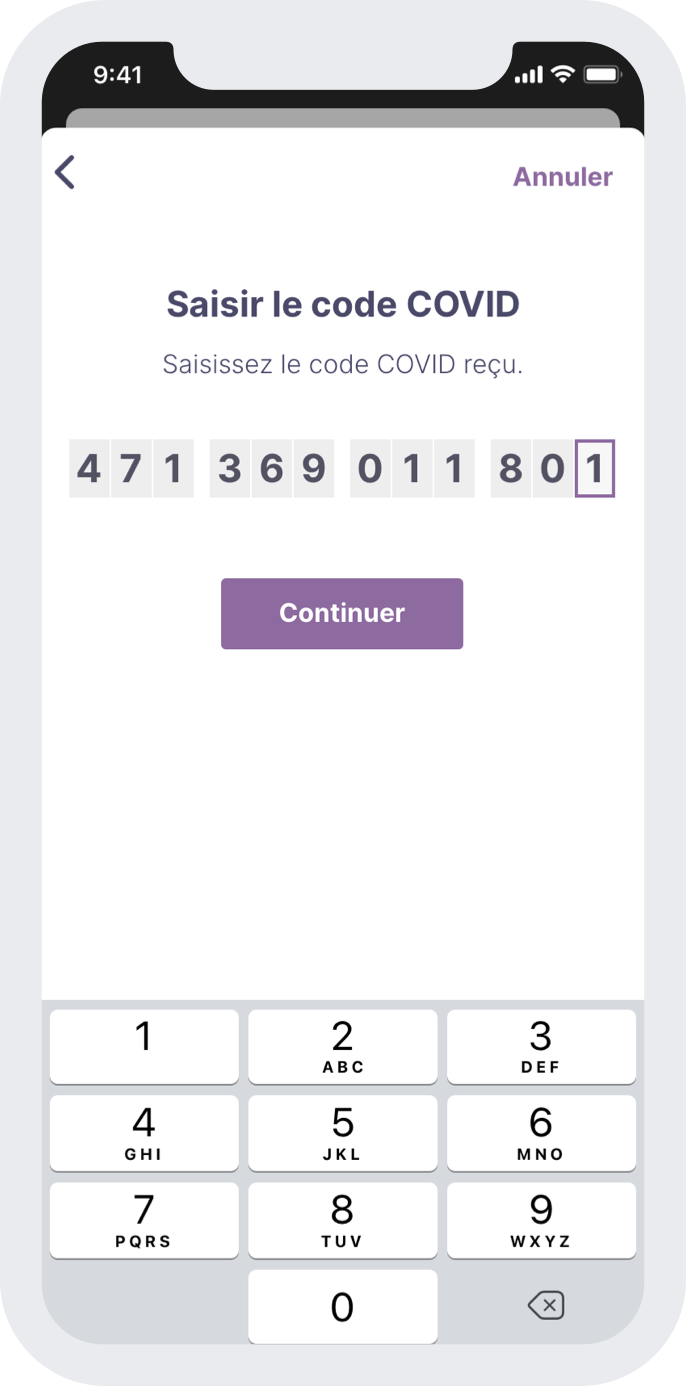 9:41
Annuler
Saisir le code COVID
Saisissez le code COVID reçu.
471 369 011 801
Continuer
1 2 3
ABC DEF
4 5 6
GHI JKL MNO
7 8 9
PQRS TUV WXYZ
0